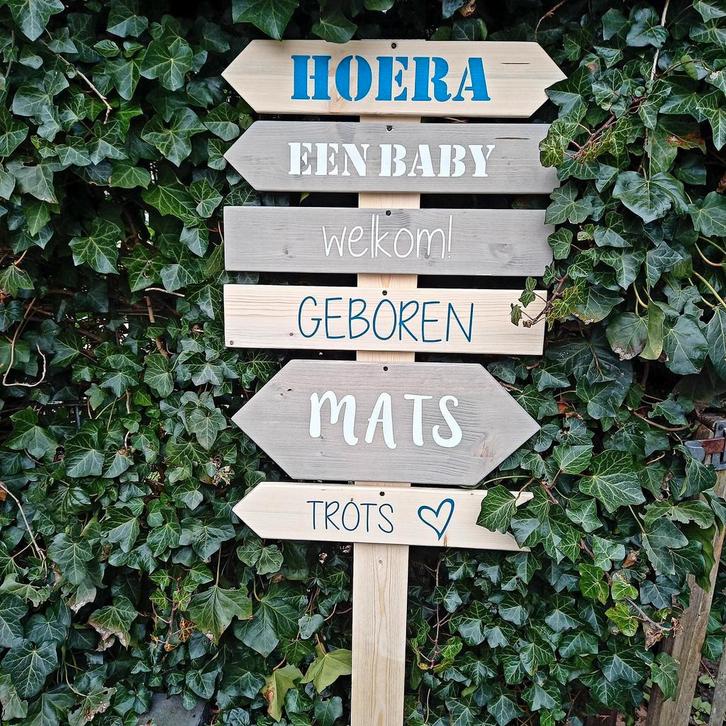 HOERA
EEN BABY
welkom!
GEBOREN
MATS
TROTS